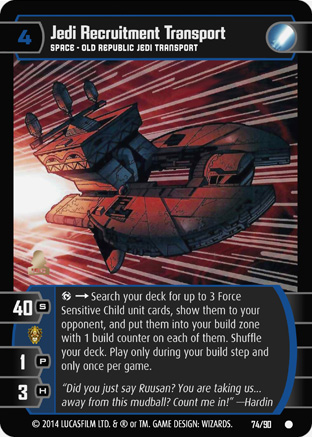 4
Jedi Recruitment Transport
SPACE - OLD REPUBLIC JEDI TRANSPORT
40 S
1 P
3 H
→ Search your deck for up to 3 Force
Sensitive Child unit cards, show them to your
opponent, and put them into your build zone
with 1 build counter on each of them. Shuffle
your deck. Play only during your build step and
only once per game.
“Did you just say Ruusan? You are taking us...
away from this mudball? Count me in!” —Hardin
© 2014 LUCASFILM LTD. & ® or TM. GAME DESIGN: WIZARDS.
74/90